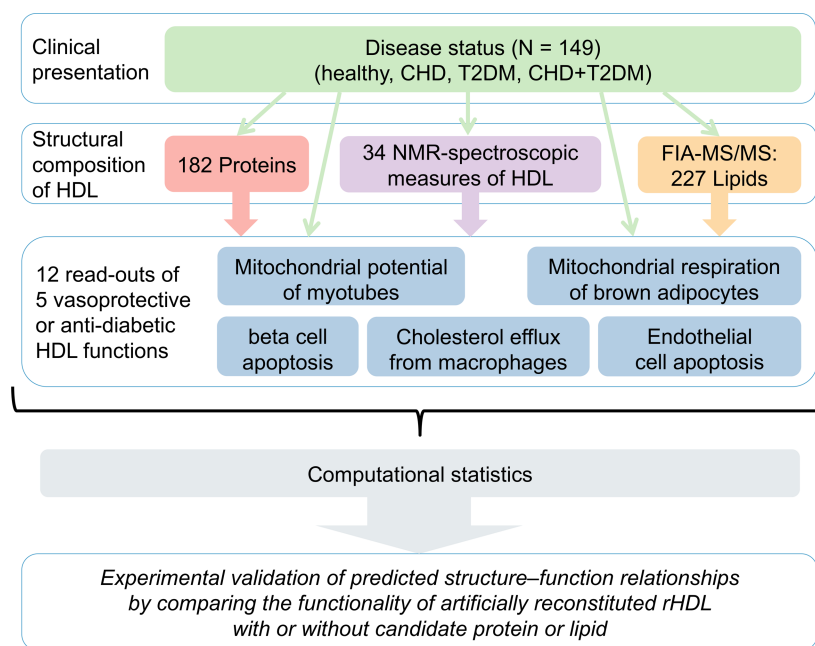 Clinical
presentation
Disease status (N = 149)
(healthy, CHD, T2DM, CHD+T2DM)
Structural
composition
of HDL
182 Proteins
34 NMR-spectroscopic
measures of HDL
FIA-MS/MS:
227 Lipids
12 read-outs of
5 vasoprotective
or anti-diabetic
HDL functions
Mitochondrial potential
of myotubes
Mitochondrial respiration
of brown adipocytes
beta cell
apoptosis
Cholesterol efflux
from macrophages
Endothelial
cell apoptosis
Computational statistics
Experimental validation of predicted structure–function relationships
by comparing the functionality of artificially reconstituted rHDL
with or without candidate protein or lipid